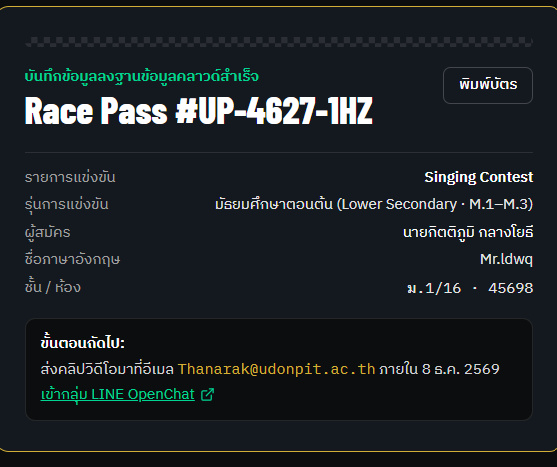 บันทึกข้อมูลลงฐานข้อมูลคลาวด์สำเร็จ
พิมพ์บัตร
Race Pass #UP-4627-1HZ
รายการแข่งขัน Singing Contest
รุ่นการแข่งขัน มัธยมศึกษาตอนต้น (Lower Secondary · M.1–M.3)
ผู้สมัคร นายกิตติภูมิ กลางโยธี
ชื่อภาษาอังกฤษ Mr.ldwq
ชั้น / ห้อง ม.1/16 · 45698
ขั้นตอนถัดไป:
ส่งคลิปวิดีโอมาที่อีเมล Thanarak@udonpit.ac.th ภายใน 8 ธ.ค. 2569
เข้ากลุ่ม LINE OpenChat